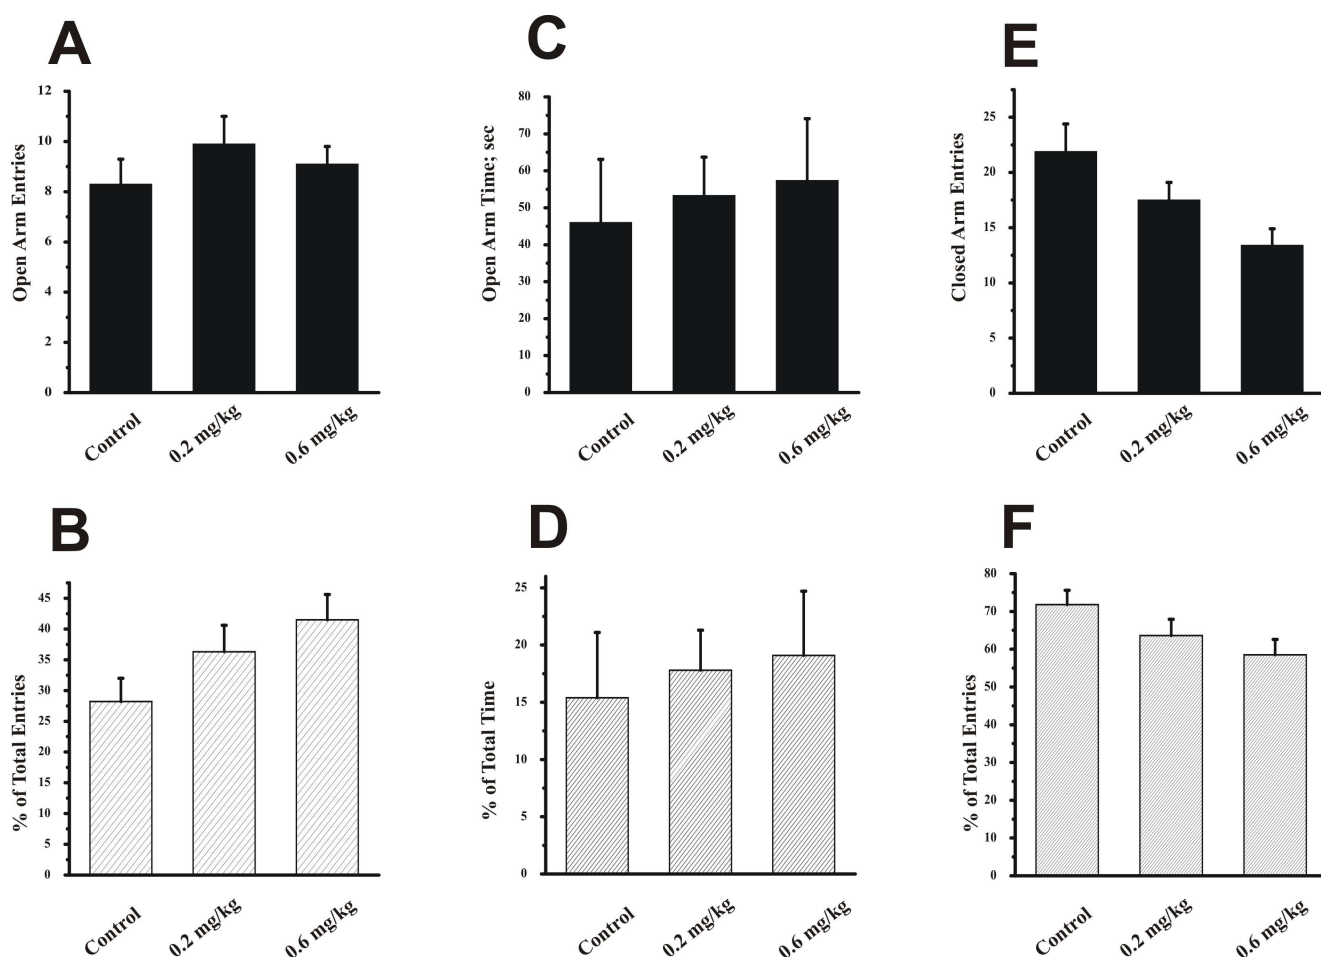 A
12
10
8
6
4
2
0
Open Arm Entries
Control
0.2 mg/kg
0.6 mg/kg
C
80
70
60
50
40
30
20
10
0
Open Arm Time; sec
Control
0.2 mg/kg
0.6 mg/kg
E
25
20
15
10
5
0
Closed Arm Entries
Control
0.2 mg/kg
0.6 mg/kg
B
45
40
35
30
25
20
15
10
5
0
% of Total Entries
Control
0.2 mg/kg
0.6 mg/kg
D
25
20
15
10
5
0
% of Total Time
Control
0.2 mg/kg
0.6 mg/kg
F
80
70
60
50
40
30
20
10
0
% of Total Entries
Control
0.2 mg/kg
0.6 mg/kg